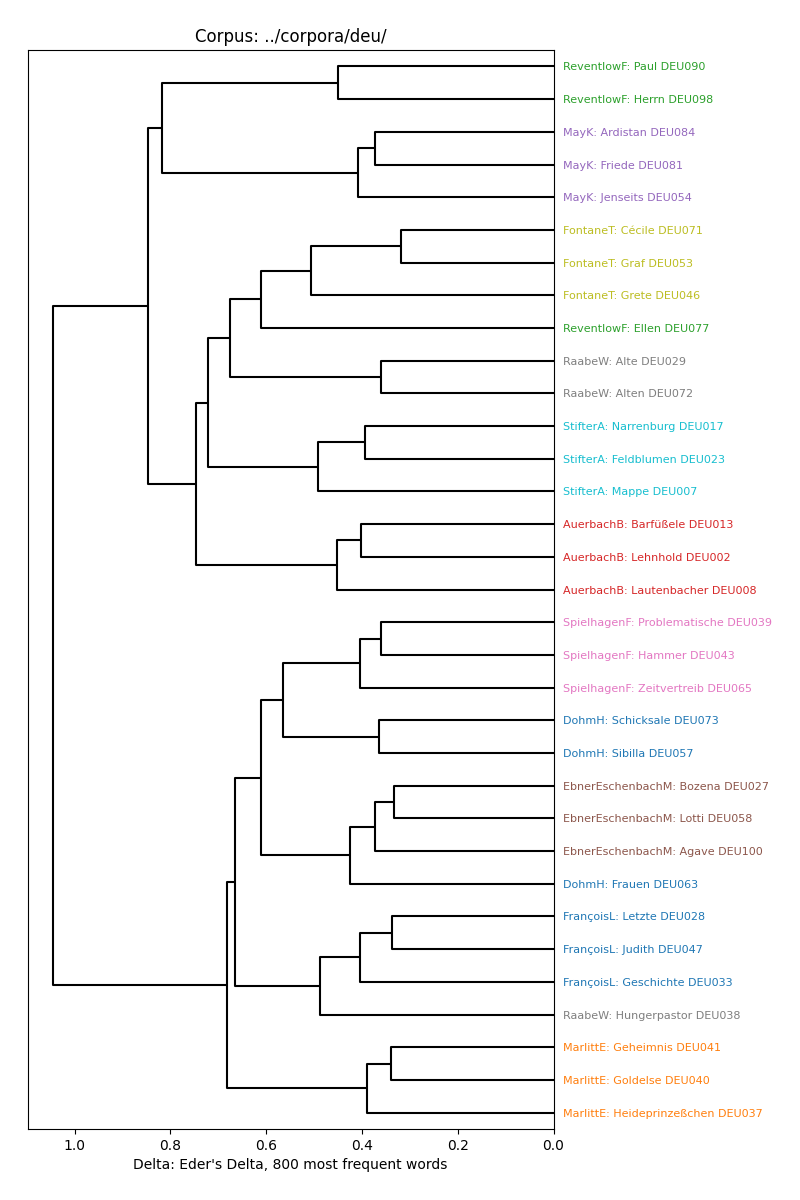 Corpus: ../corpora/deu/
ReventlowF: Paul DEU090
ReventlowF: Herrn DEU098
MayK: Ardistan DEU084
MayK: Friede DEU081
MayK: Jenseits DEU054
FontaneT: Cécile DEU071
FontaneT: Graf DEU053
FontaneT: Grete DEU046
ReventlowF: Ellen DEU077
RaabeW: Alte DEU029
RaabeW: Alten DEU072
StifterA: Narrenburg DEU017
StifterA: Feldblumen DEU023
StifterA: Mappe DEU007
AuerbachB: Barfüßele DEU013
AuerbachB: Lehnhold DEU002
AuerbachB: Lautenbacher DEU008
SpielhagenF: Problematische DEU039
SpielhagenF: Hammer DEU043
SpielhagenF: Zeitvertreib DEU065
DohmH: Schicksale DEU073
DohmH: Sibilla DEU057
EbnerEschenbachM: Bozena DEU027
EbnerEschenbachM: Lotti DEU058
EbnerEschenbachM: Agave DEU100
DohmH: Frauen DEU063
FrançoisL: Letzte DEU028
FrançoisL: Judith DEU047
FrançoisL: Geschichte DEU033
RaabeW: Hungerpastor DEU038
MarlittE: Geheimnis DEU041
MarlittE: Goldelse DEU040
MarlittE: Heideprinzeßchen DEU037
1.0 0.8 0.6 0.4 0.2 0.0
Delta: Eder's Delta, 800 most frequent words